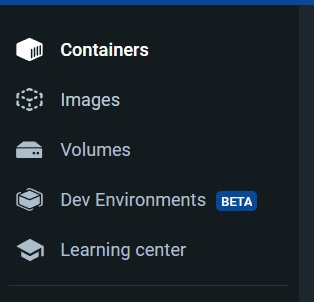 Containers
Images
Volumes
Dev Environments BETA
Learning center